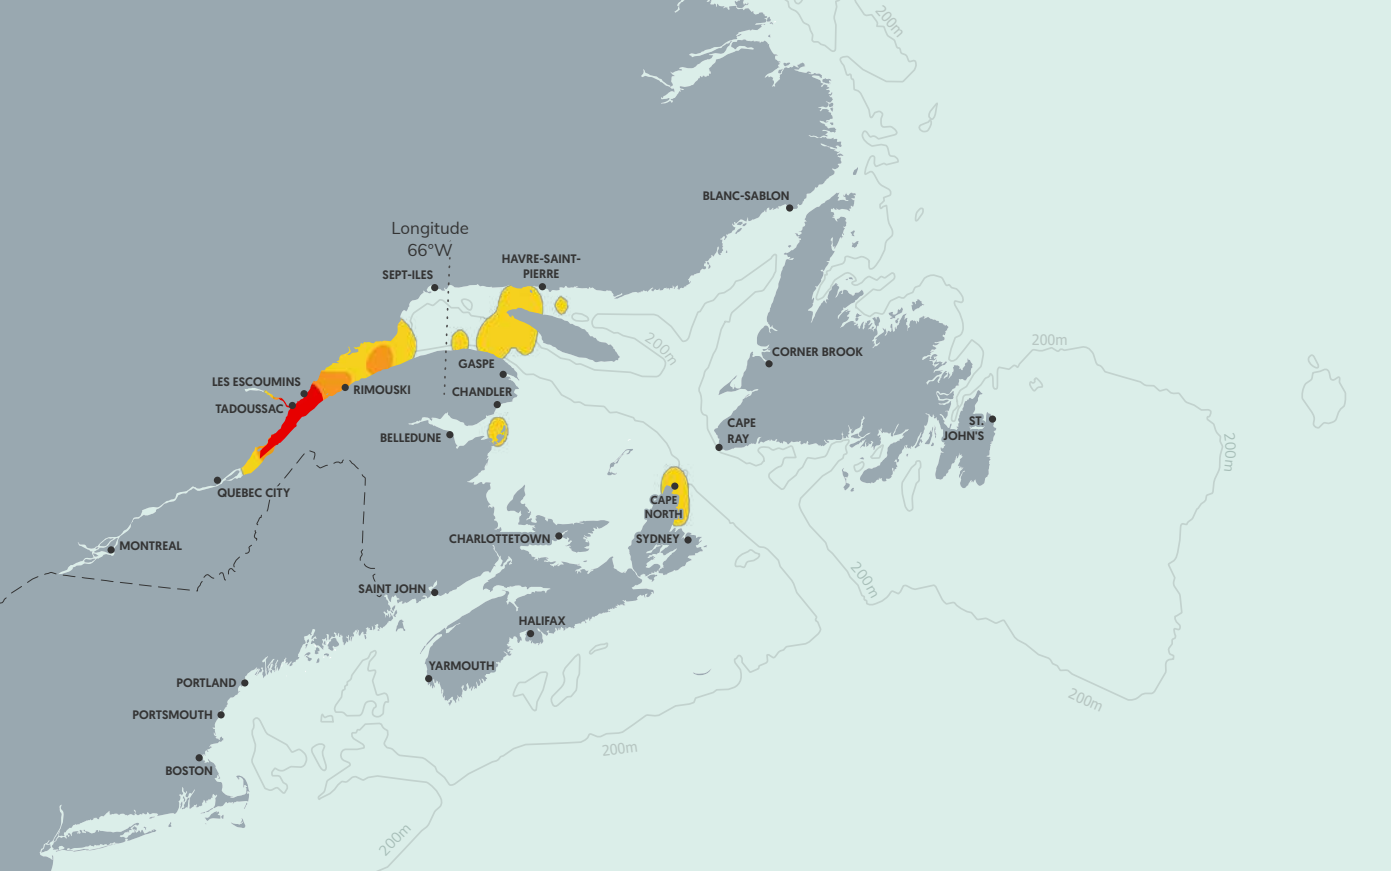 200m
BLANC-SABLON
Longitude
66°W
HAVRE-SAINT-
PIERRE
SEPT-ILES
200m
200m
CORNER BROOK
GASPE
LES ESCOUMINS
RIMOUSKI
CHANDLER
TADOUSSAC
CAPE
RAY
ST.
JOHN'S
BELLEDUNE
200m
QUEBEC CITY
CAPE
NORTH
MONTREAL
CHARLOTTETOWN
SYDNEY
200m
SAINT JOHN
HALIFAX
YARMOUTH
PORTLAND
200m
PORTSMOUTH
200m
BOSTON
200m